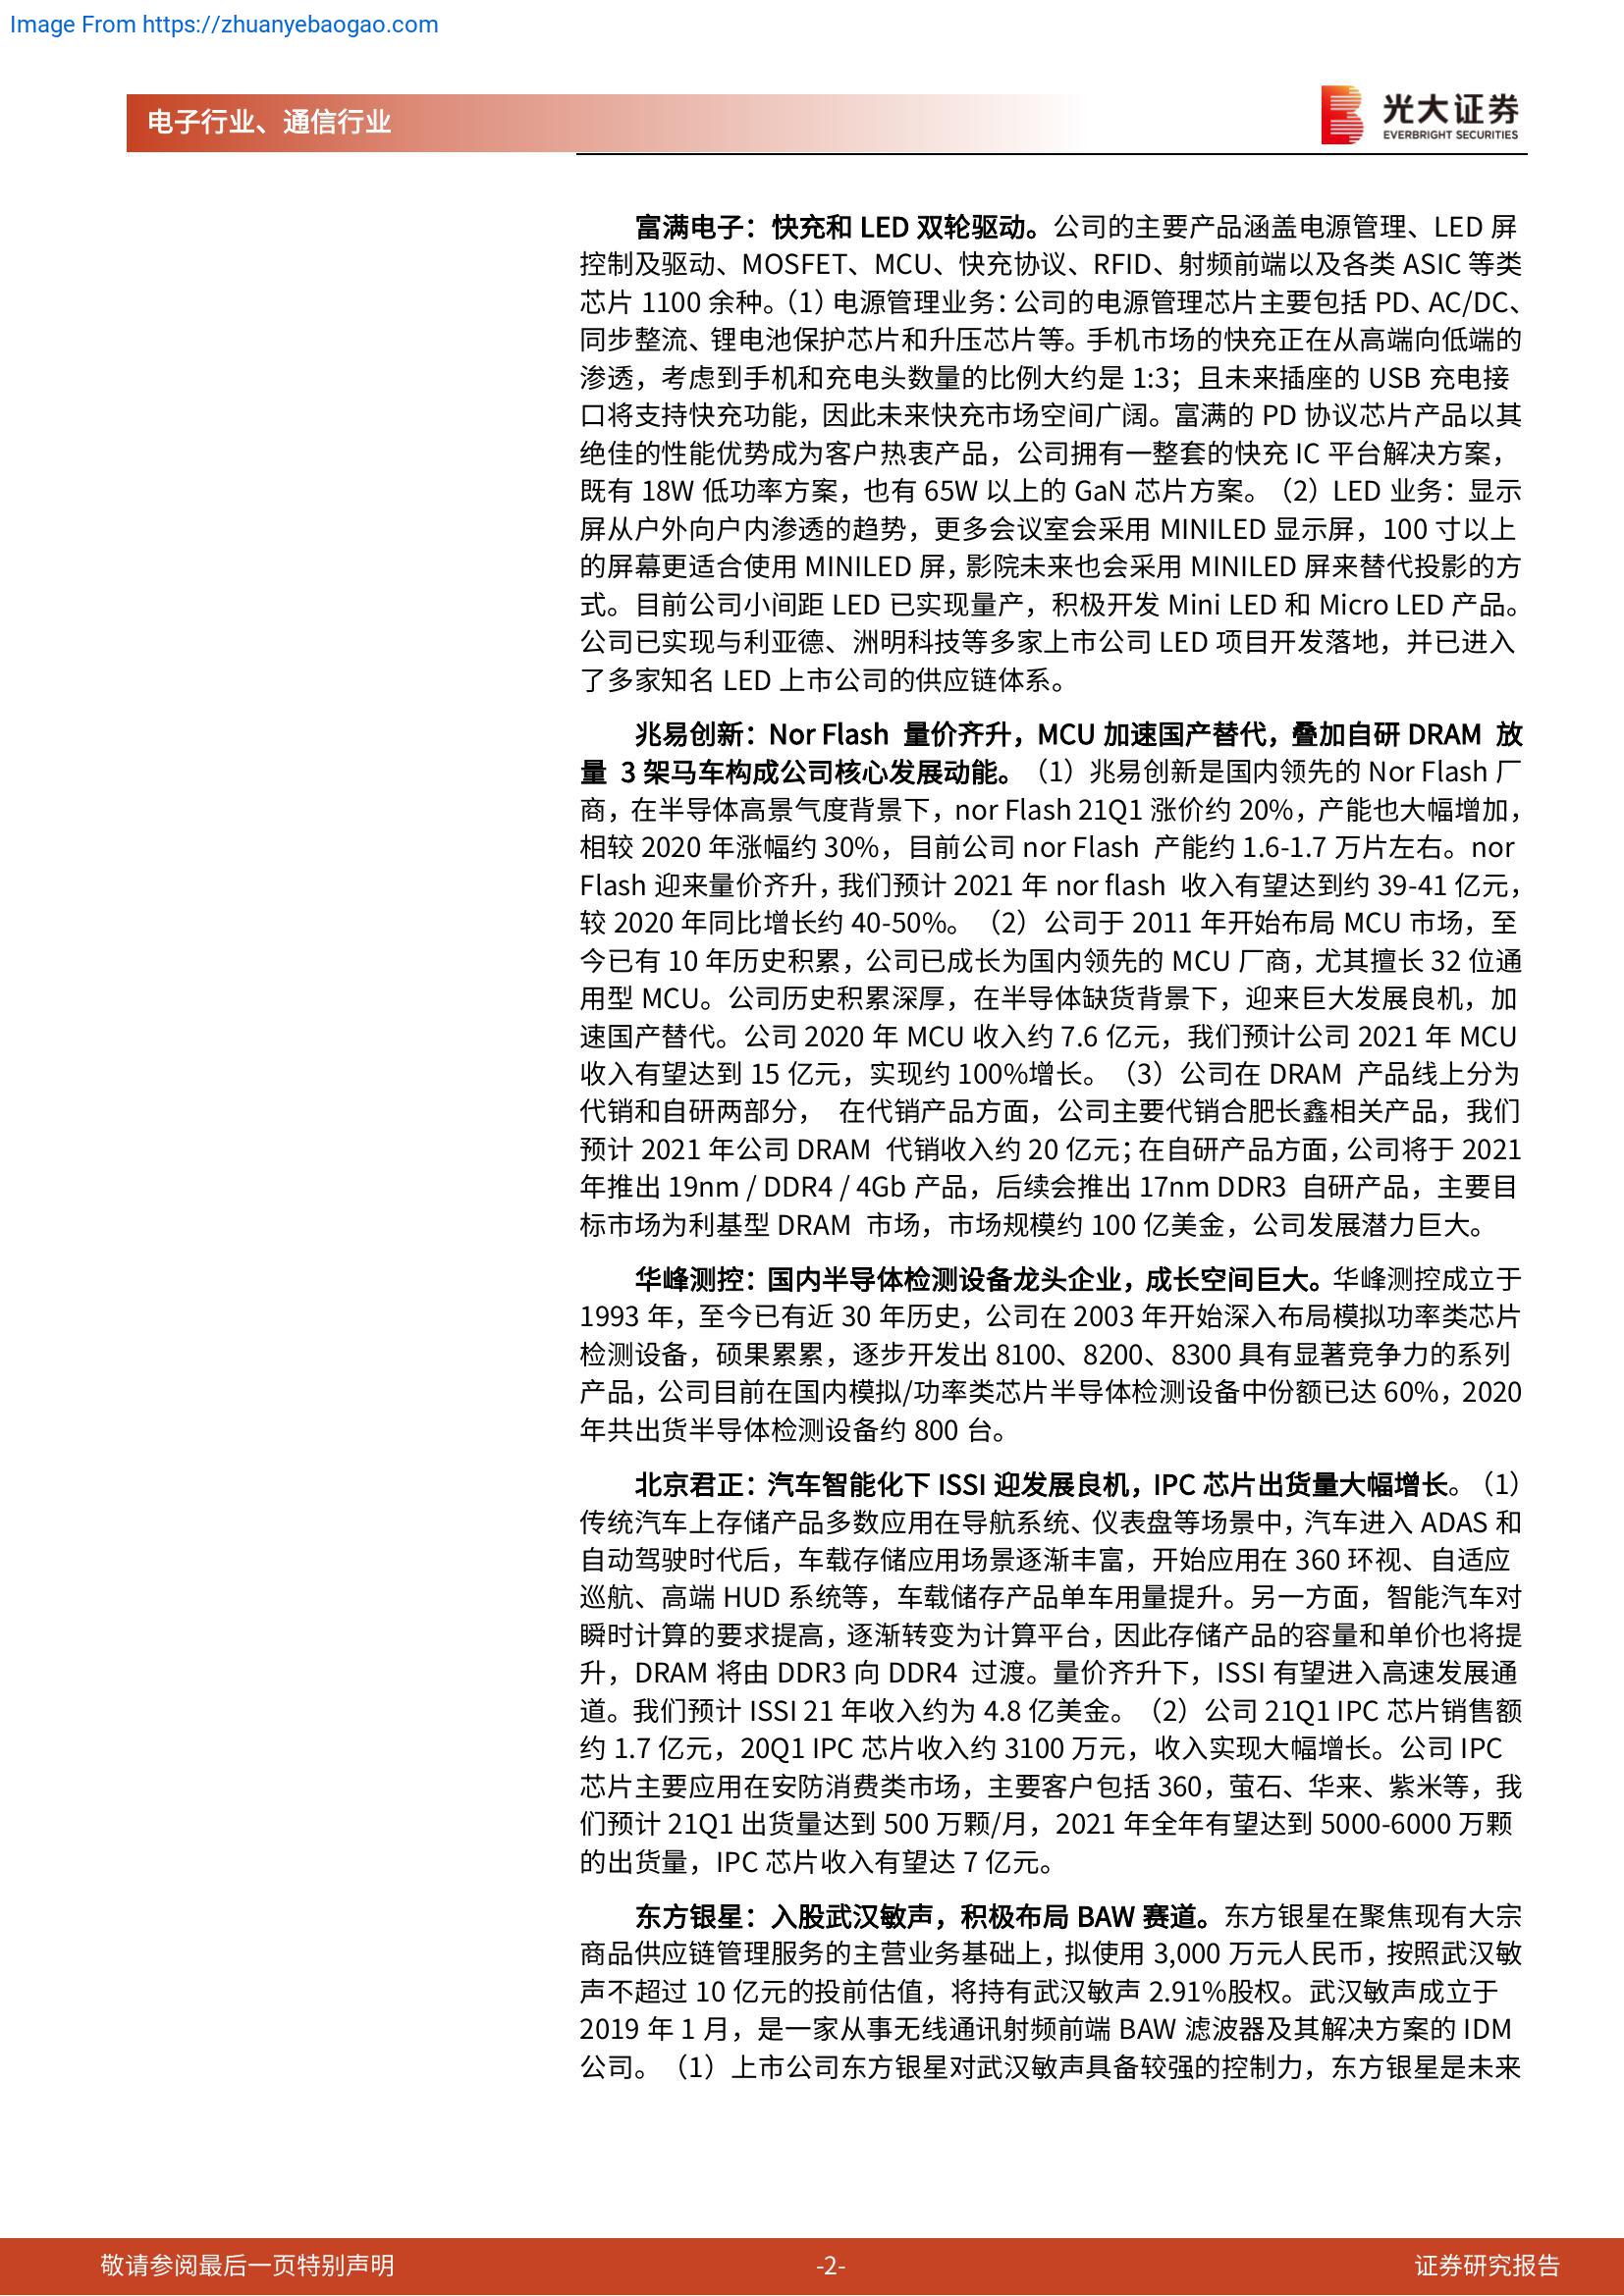 Image From https://zhuanyebaogao.com
电子行业、通信行业
光大证券
EVERBRIGHT SECURITIES
富满电子：快充和 LED 双轮驱动。公司的主要产品涵盖电源管理、LED 屏
控制及驱动、MOSFET、MCU、快充协议、RFID、射频前端以及各类 ASIC 等类
芯片 1100 余种。（1）电源管理业务：公司的电源管理芯片主要包括 PD、AC/DC、
同步整流、锂电池保护芯片和升压芯片等。手机市场的快充正在从高端向低端的
渗透，考虑到手机和充电头数量的比例大约是 1:3；且未来插座的 USB 充电接
口将支持快充功能，因此未来快充市场空间广阔。富满的 PD 协议芯片产品以其
绝佳的性能优势成为客户热衷产品，公司拥有一整套的快充 IC 平台解决方案，
既有 18W 低功率方案，也有 65W 以上的 GaN 芯片方案。（2）LED 业务：显示
屏从户外向户内渗透的趋势，更多会议室会采用 MINILED 显示屏，100 寸以上
的屏幕更适合使用 MINILED 屏，影院未来也会采用 MINILED 屏来替代投影的方
式。目前公司小间距 LED 已实现量产，积极开发 Mini LED 和 Micro LED 产品。
公司已实现与利亚德、洲明科技等多家上市公司 LED 项目开发落地，并已进入
了多家知名 LED 上市公司的供应链体系。
兆易创新：Nor Flash 量价齐升，MCU 加速国产替代，叠加自研 DRAM 放
量 3 架马车构成公司核心发展动能。（1）兆易创新是国内领先的 Nor Flash 厂
商，在半导体高景气度背景下，nor Flash 21Q1 涨价约 20%，产能也大幅增加，
相较 2020 年涨幅约 30%，目前公司 nor Flash 产能约 1.6-1.7 万片左右。nor
Flash 迎来量价齐升，我们预计 2021 年 nor flash 收入有望达到约 39-41 亿元，
较 2020 年同比增长约 40-50%。（2）公司于 2011 年开始布局 MCU 市场，至
今已有 10 年历史积累，公司已成长为国内领先的 MCU 厂商，尤其擅长 32 位通
用型 MCU。公司历史积累深厚，在半导体缺货背景下，迎来巨大发展良机，加
速国产替代。公司 2020 年 MCU 收入约 7.6 亿元，我们预计公司 2021 年 MCU
收入有望达到 15 亿元，实现约 100%增长。（3）公司在 DRAM 产品线上分为
代销和自研两部分， 在代销产品方面，公司主要代销合肥长鑫相关产品，我们
预计 2021 年公司 DRAM 代销收入约 20 亿元；在自研产品方面，公司将于 2021
年推出 19nm / DDR4 / 4Gb 产品，后续会推出 17nm DDR3 自研产品，主要目
标市场为利基型 DRAM 市场，市场规模约 100 亿美金，公司发展潜力巨大。
华峰测控：国内半导体检测设备龙头企业，成长空间巨大。华峰测控成立于
1993 年，至今已有近 30 年历史，公司在 2003 年开始深入布局模拟功率类芯片
检测设备，硕果累累，逐步开发出 8100、8200、8300 具有显著竞争力的系列
产品，公司目前在国内模拟/功率类芯片半导体检测设备中份额已达 60%，2020
年共出货半导体检测设备约 800 台。
北京君正：汽车智能化下 ISSI 迎发展良机，IPC 芯片出货量大幅增长。（1）
传统汽车上存储产品多数应用在导航系统、仪表盘等场景中，汽车进入 ADAS 和
自动驾驶时代后，车载存储应用场景逐渐丰富，开始应用在 360 环视、自适应
巡航、高端 HUD 系统等，车载储存产品单车用量提升。另一方面，智能汽车对
瞬时计算的要求提高，逐渐转变为计算平台，因此存储产品的容量和单价也将提
升，DRAM 将由 DDR3 向 DDR4 过渡。量价齐升下，ISSI 有望进入高速发展通
道。我们预计 ISSI 21 年收入约为 4.8 亿美金。（2）公司 21Q1 IPC 芯片销售额
约 1.7 亿元，20Q1 IPC 芯片收入约 3100 万元，收入实现大幅增长。公司 IPC
芯片主要应用在安防消费类市场，主要客户包括 360，萤石、华来、紫米等，我
们预计 21Q1 出货量达到 500 万颗/月，2021 年全年有望达到 5000-6000 万颗
的出货量，IPC 芯片收入有望达 7 亿元。
东方银星：入股武汉敏声，积极布局 BAW 赛道。东方银星在聚焦现有大宗
商品供应链管理服务的主营业务基础上，拟使用 3,000 万元人民币，按照武汉敏
声不超过 10 亿元的投前估值，将持有武汉敏声 2.91%股权。武汉敏声成立于
2019 年 1 月，是一家从事无线通讯射频前端 BAW 滤波器及其解决方案的 IDM
公司。（1）上市公司东方银星对武汉敏声具备较强的控制力，东方银星是未来
敬请参阅最后一页特别声明
-2-
证券研究报告